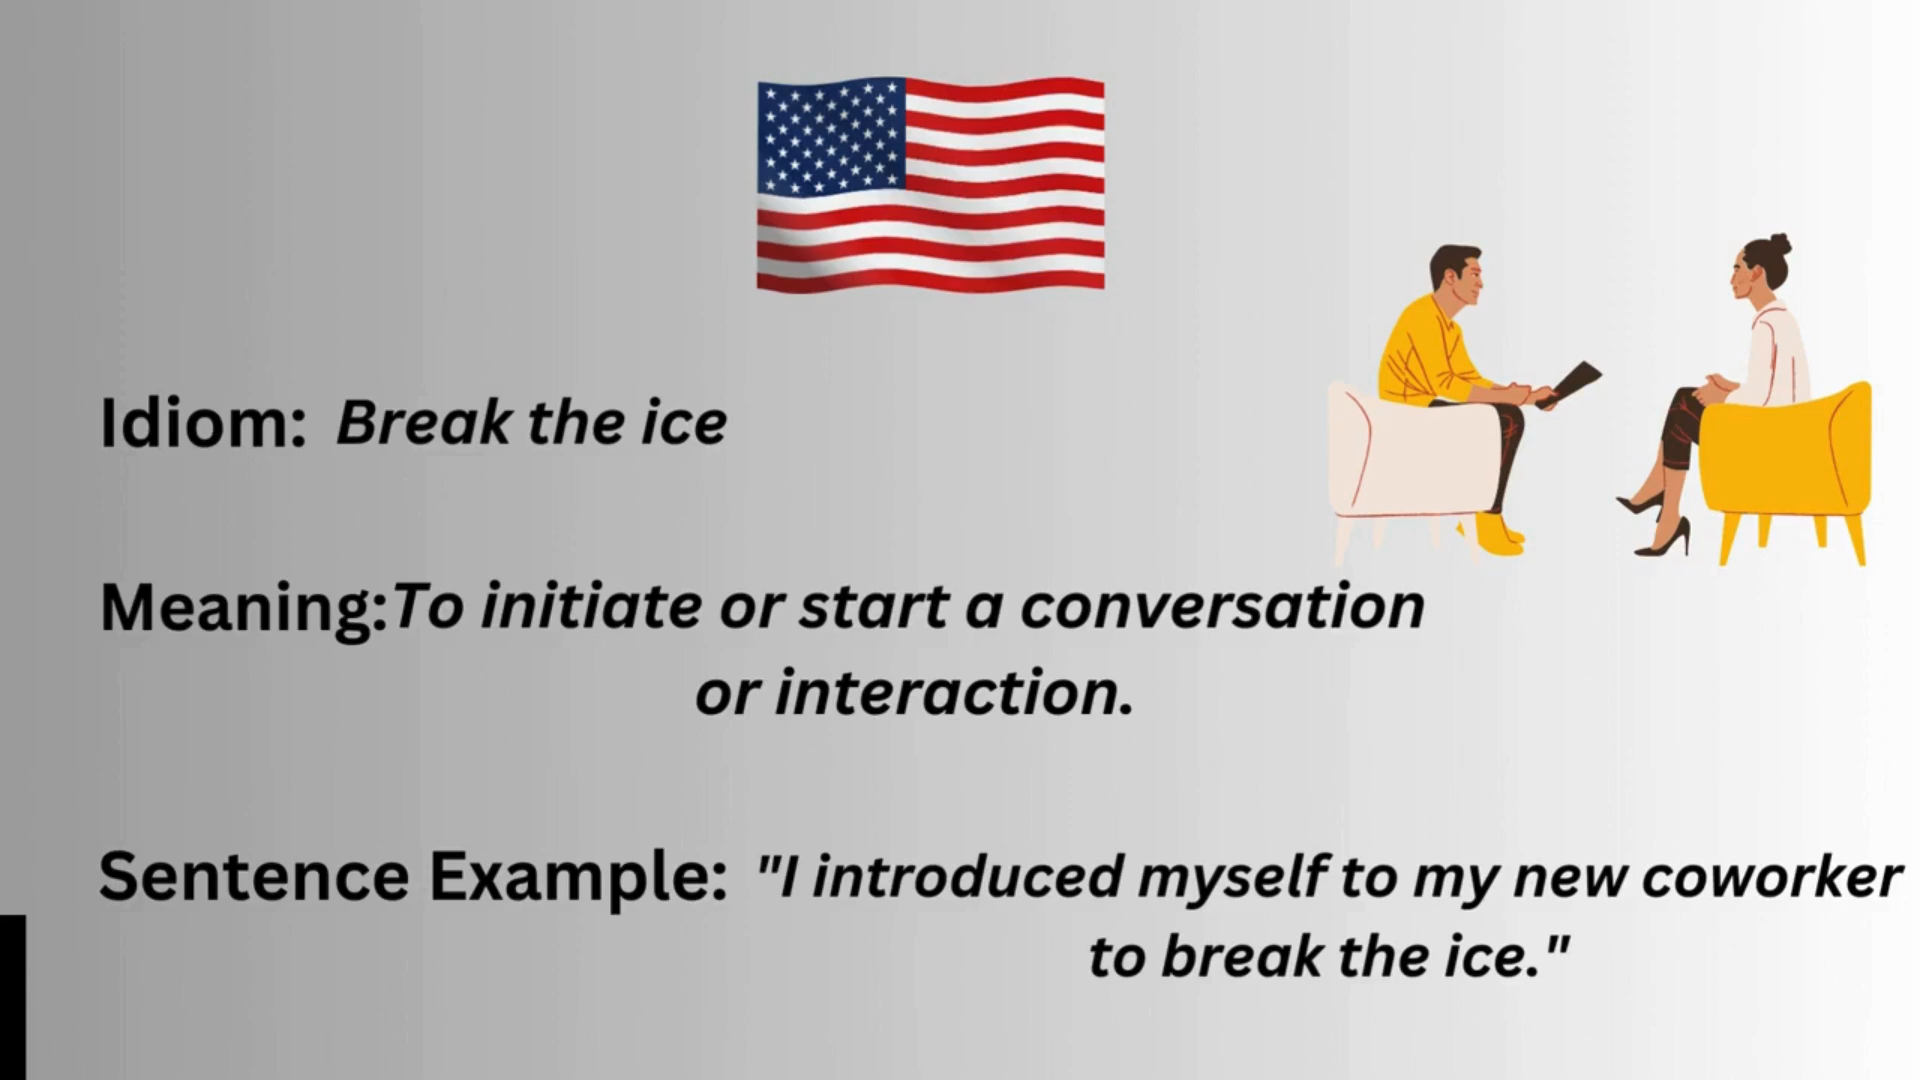 Idiom: Break the ice
Meaning:To initiate or start a conversation
or interaction.
Sentence Example: "I introduced myself to my new coworker
to break the ice."